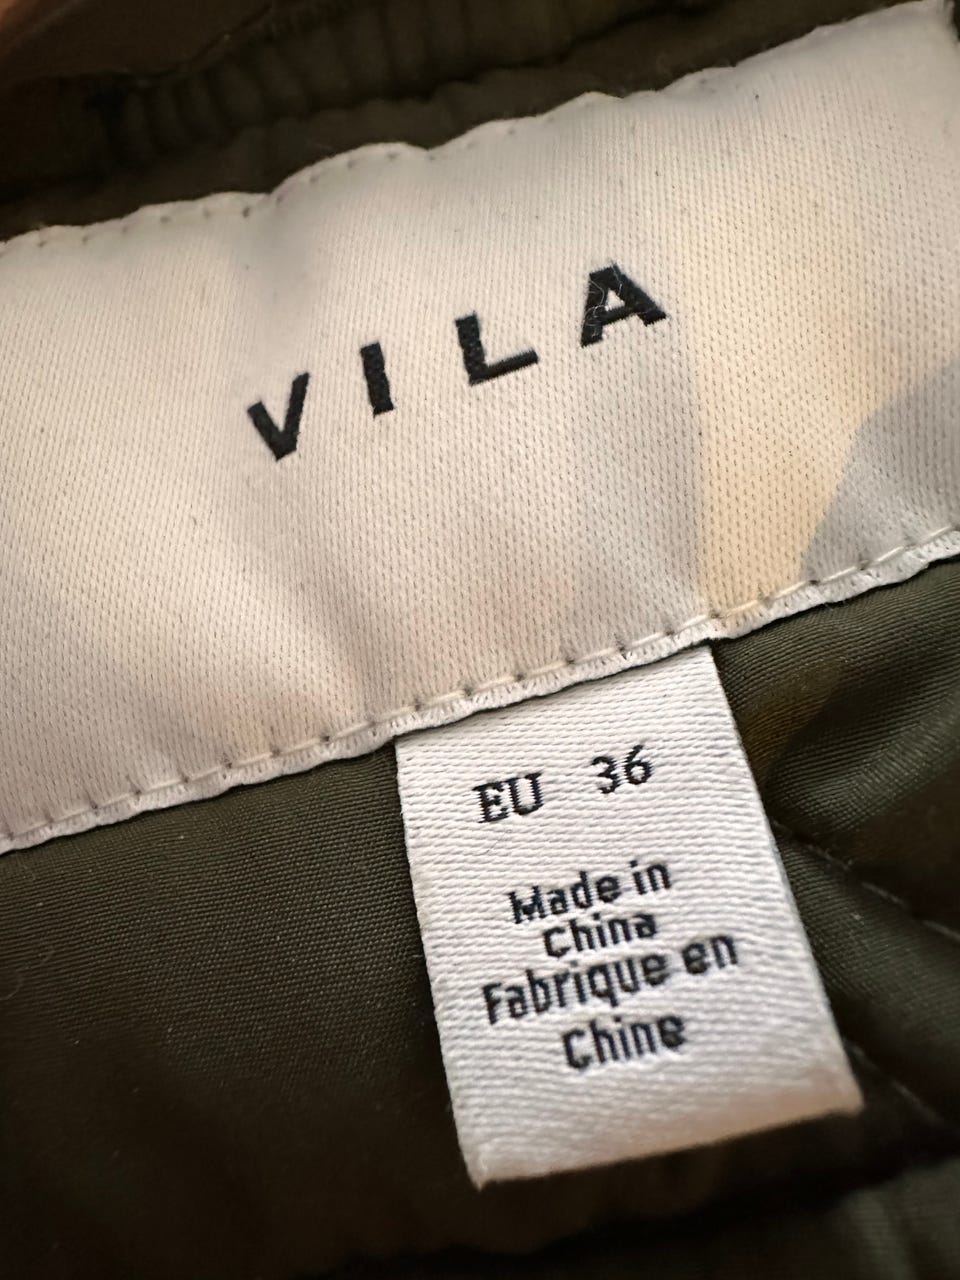 VILA
EU 36
Made in
China
Fabrique en
Chine